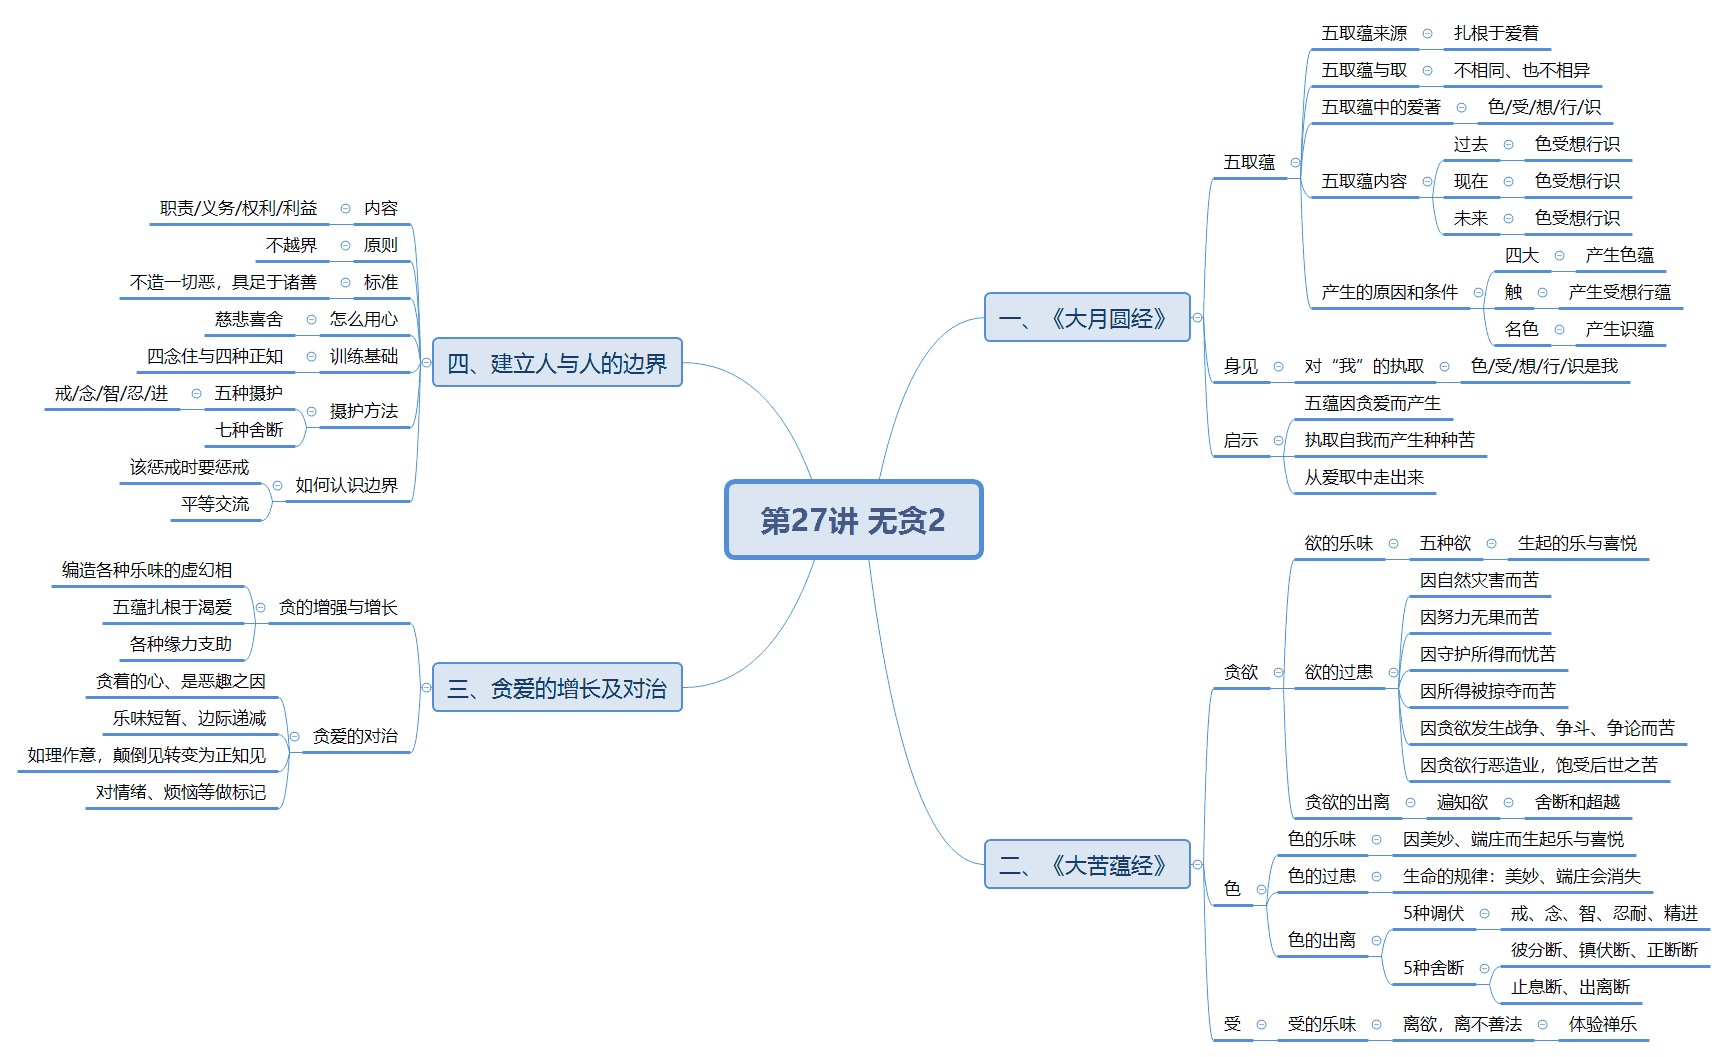 第27讲 无贪2
一、《大月圆经》
五取蕴
五取蕴来源
扎根于爱着
五取蕴与取
不相同、也不相异
五取蕴中的爱著
色/受/想/行/识
五取蕴内容
过去
色受想行识
现在
色受想行识
未来
色受想行识
产生的原因和条件
四大
产生色蕴
触
产生受想行蕴
名色
产生识蕴
身见
对“我”的执取
色/受/想/行/识是我
启示
五蕴因贪爱而产生
执取自我而产生种种苦
从爱取中走出来
二、《大苦蕴经》
贪欲
欲的乐味
五种欲
生起的乐与喜悦
欲的过患
因自然灾害而苦
因努力无果而苦
因守护所得而忧苦
因所得被掠夺而苦
因贪欲发生战争、争斗、争论而苦
因贪欲行恶造业，饱受后世之苦
贪欲的出离
遍知欲
舍断和超越
色
色的乐味
因美妙、端庄而生起乐与喜悦
色的过患
生命的规律：美妙、端庄会消失
色的出离
5种调伏
戒、念、智、忍耐、精进
5种舍断
彼分断、镇伏断、正断断
止息断、出离断
受
受的乐味
离欲，离不善法
体验禅乐
三、贪爱的增长及对治
贪的增强与增长
编造各种乐味的虚幻相
五蕴扎根于渴爱
各种缘力支助
贪爱的对治
贪着的心、是恶趣之因
乐味短暂、边际递减
如理作意，颠倒见转变为正知见
对情绪、烦恼等做标记
四、建立人与人的边界
内容
职责/义务/权利/利益
原则
不越界
标准
不造一切恶，具足于诸善
怎么用心
慈悲喜舍
训练基础
四念住与四种正知
摄护方法
五种摄护
戒/念/智/忍/进
七种舍断
如何认识边界
该惩戒时要惩戒
平等交流